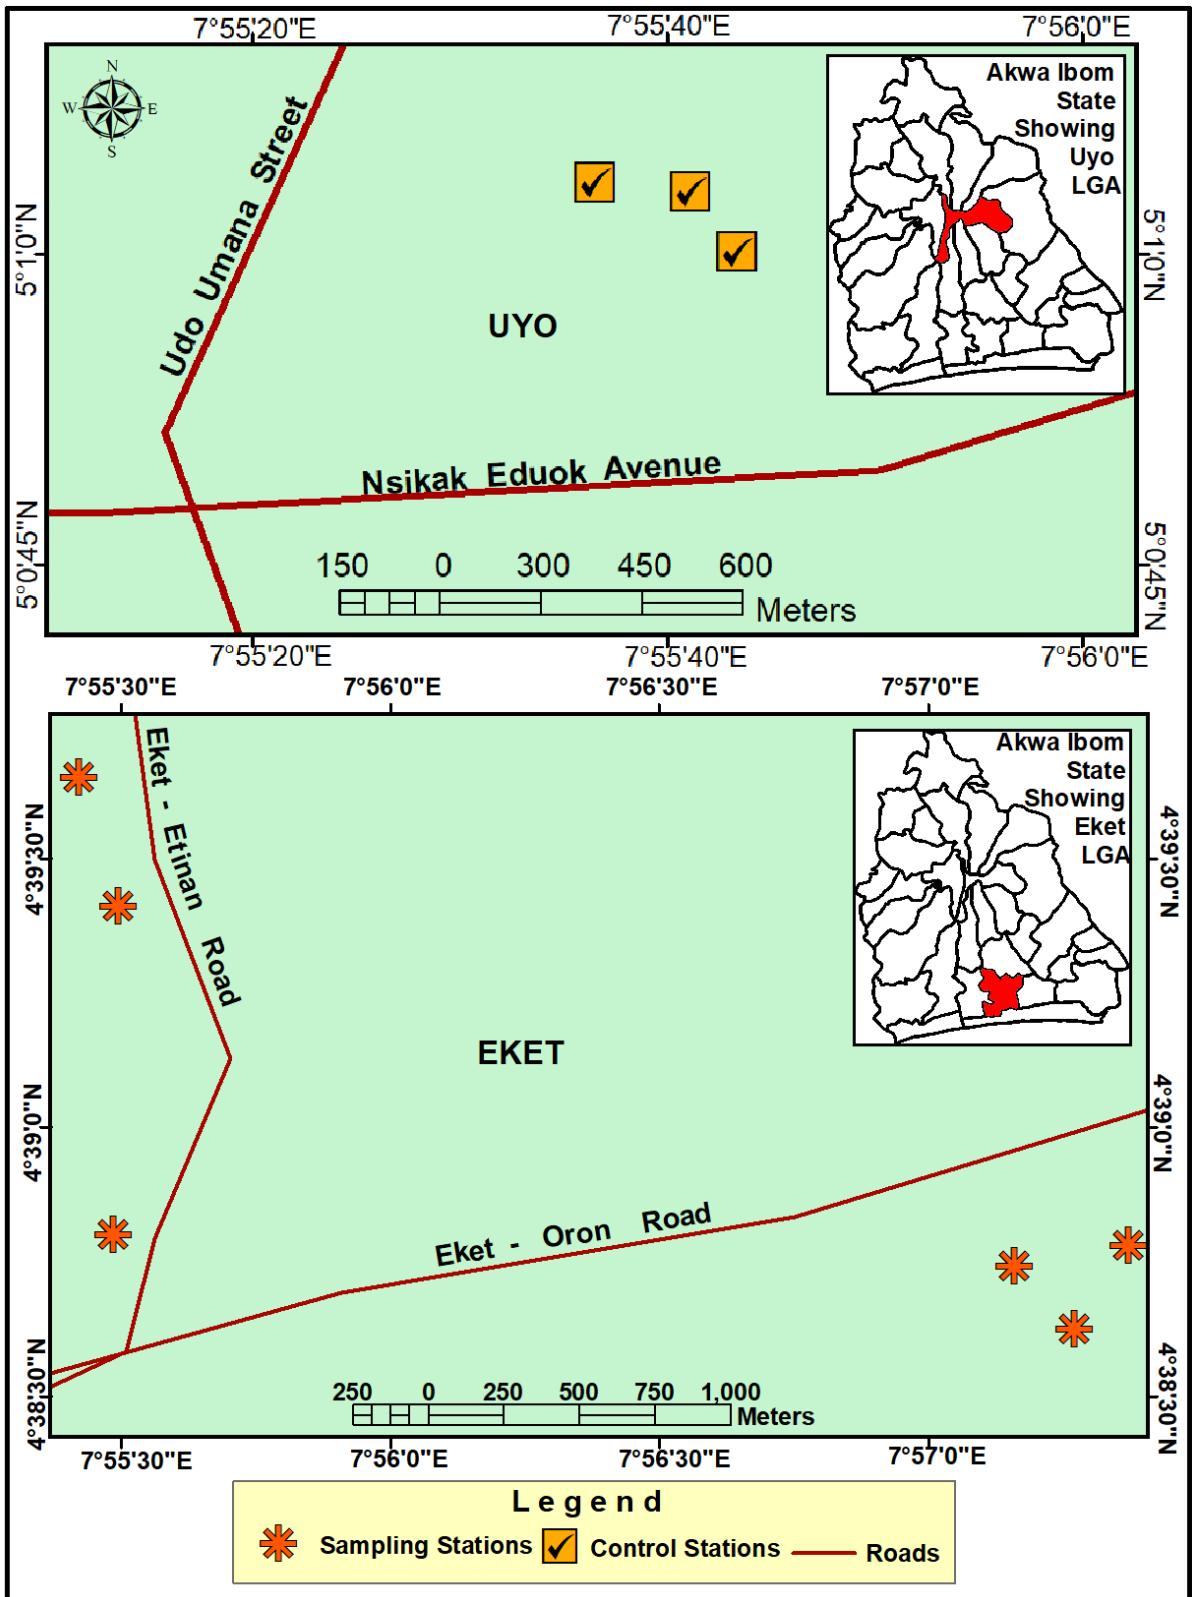 7°55'20"E 7°55'40"E 7°56'0"E
N
W E
S
Akwa Ibom
State
Showing
Uyo
LGA
Udo Umana Street
5°1'0"N 5°1'0"N
UYO
Nsikak Eduok Avenue
5°0'45"N 5°0'45"N
150 0 300 450 600
Meters
7°55'20"E 7°55'40"E 7°56'0"E
7°55'30"E 7°56'0"E 7°56'30"E 7°57'0"E
Eket - Etinan Road
Akwa Ibom
State
Showing
Eket
LGA
4°39'30"N 4°39'30"N
EKET
4°39'0"N 4°39'0"N
Eket - Oron Road
4°38'30"N 4°38'30"N
250 0 250 500 750 1,000
Meters
7°55'30"E 7°56'0"E 7°56'30"E 7°57'0"E
Legend
Sampling Stations Control Stations Roads